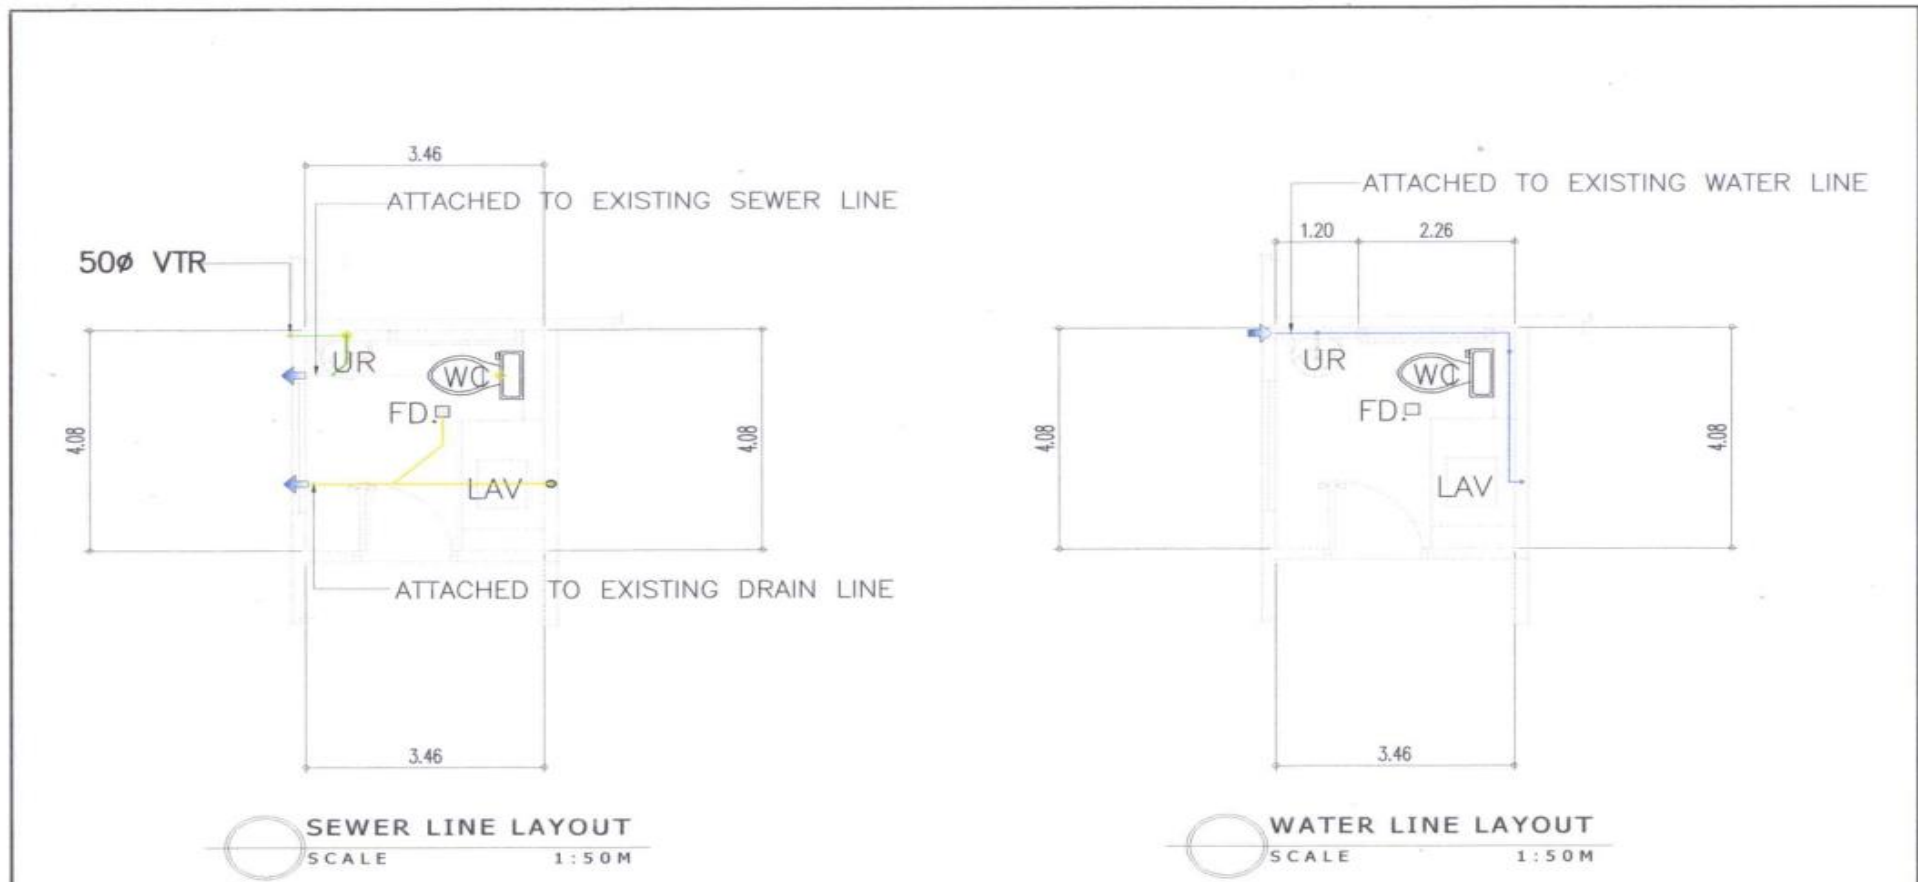 3.46
ATTACHED TO EXISTING SEWER LINE
50ø VTR
UR
WC
FD.
4.08
4.08
LAV
ATTACHED TO EXISTING DRAIN LINE
3.46
SEWER LINE LAYOUT
SCALE 1:50M
ATTACHED TO EXISTING WATER LINE
1.20 2.26
UR
WC
FD.
4.08
4.08
LAV
3.46
WATER LINE LAYOUT
SCALE 1:50M